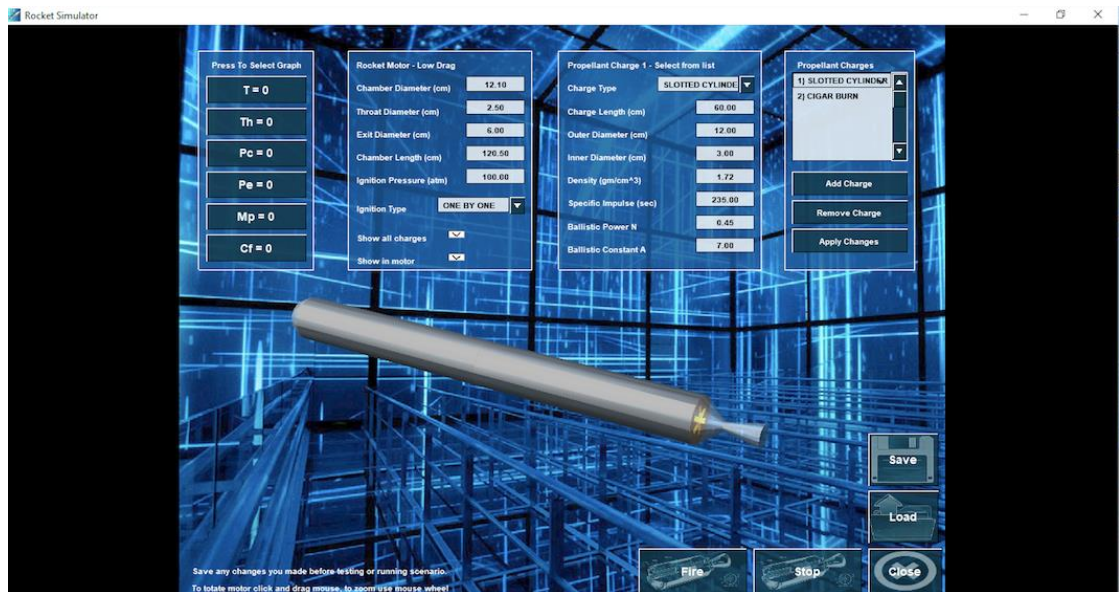 Rocket Simulator
Press To Select Graph
T = 0
Th = 0
Pc = 0
Pe = 0
Mp = 0
Cf = 0
Rocket Motor - Low Drag
Chamber Diameter (cm) 12.10
Throat Diameter (cm) 2.50
Exit Diameter (cm) 6.00
Chamber Length (cm) 120.50
Ignition Pressure (atm) 100.00
Ignition Type ONE BY ONE
Show all charges
Show in motor
Propellant Charge 1 - Select from list
Charge Type SLOTTED CYLINDE
Charge Length (cm) 60.00
Outer Diameter (cm) 12.00
Inner Diameter (cm) 3.00
Density (gm/cm^3) 1.72
Specific Impulse (sec) 235.00
Ballistic Power N 0.45
Ballistic Constant A 7.00
Propellant Charges
1) SLOTTED CYLINDER
2) CIGAR BURN
Add Charge
Remove Charge
Apply Changes
Save
Load
Fire
Stop
Close
Save any changes you made before testing or running scenario.
To totate motor click and drag mouse, to zoom use mouse wheel